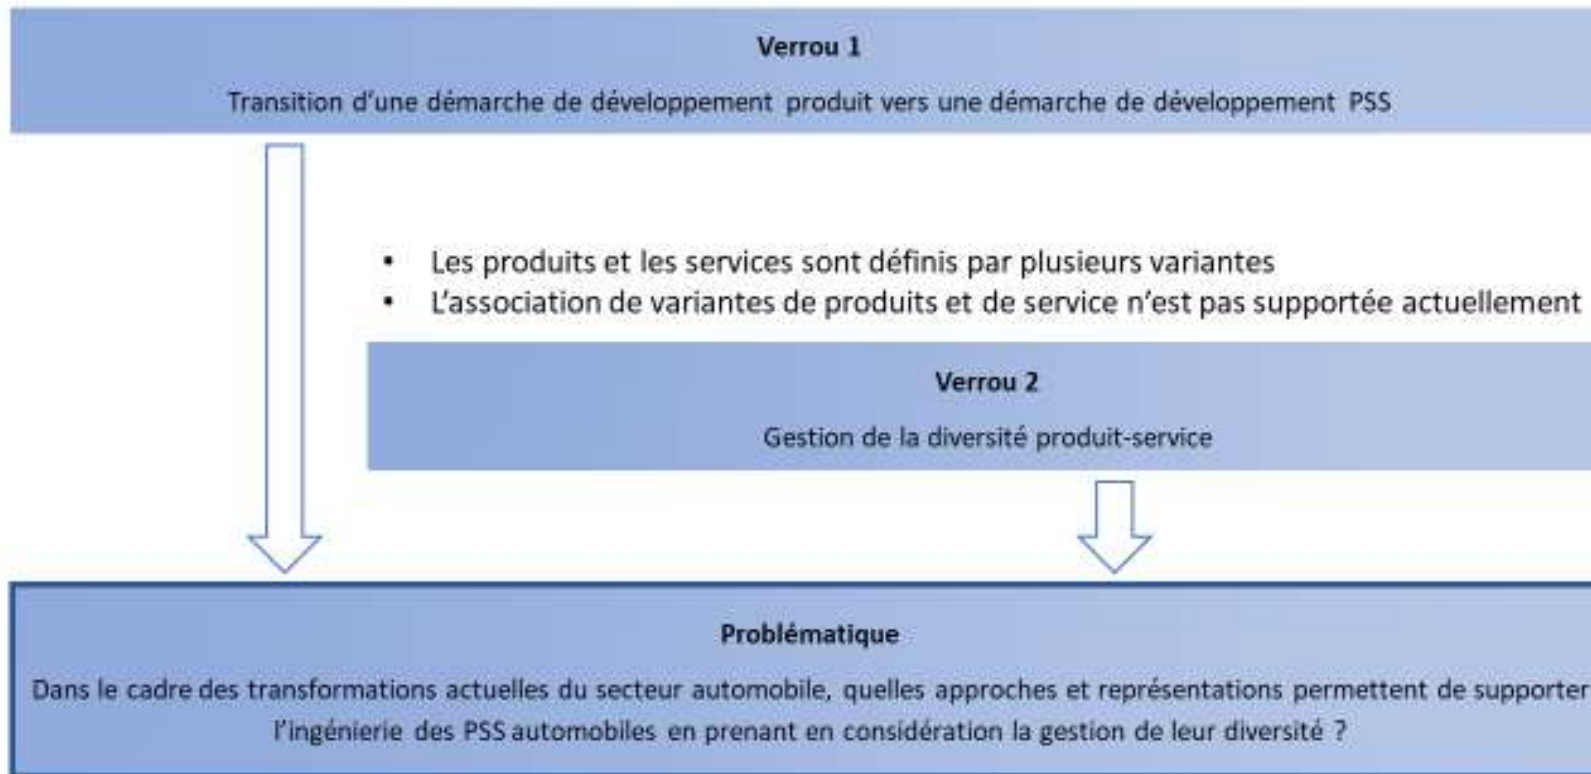 Verrou 1
Transition d'une démarche de développement produit vers une démarche de développement PSS
• Les produits et les services sont définis par plusieurs variantes
• L'association de variantes de produits et de service n'est pas supportée actuellement
Verrou 2
Gestion de la diversité produit-service
Problématique
Dans le cadre des transformations actuelles du secteur automobile, quelles approches et représentations permettent de supporter
l'ingénierie des PSS automobiles en prenant en considération la gestion de leur diversité ?